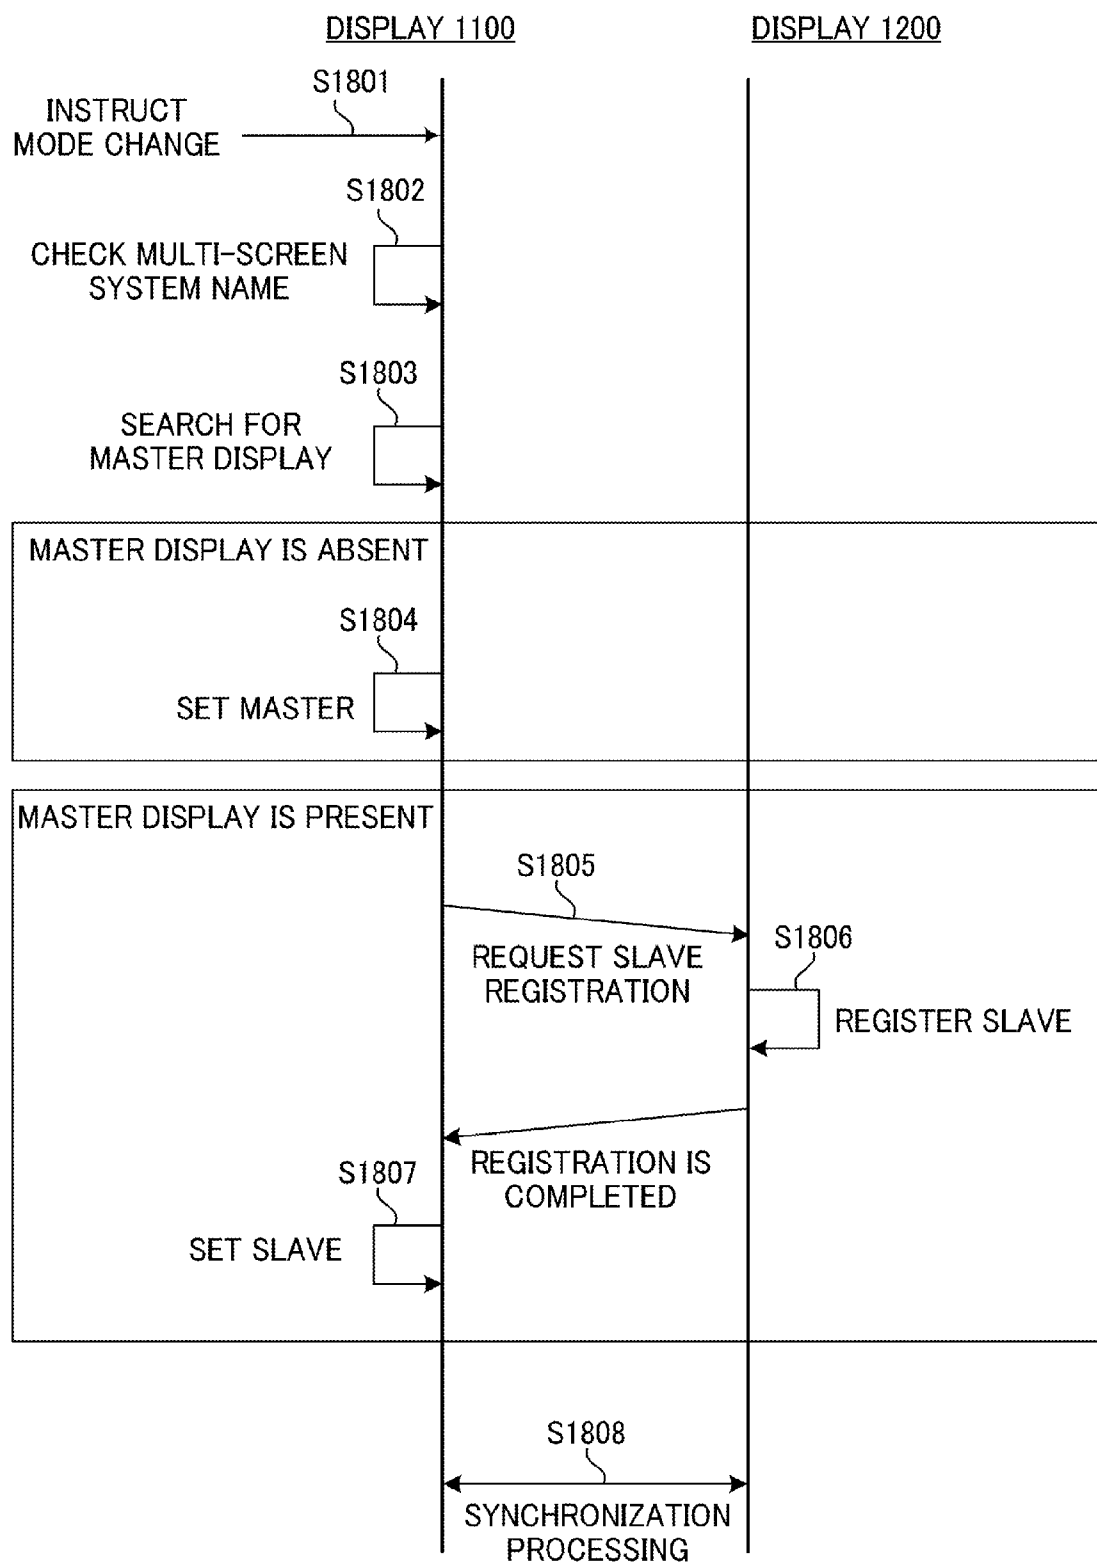 DISPLAY 1100
DISPLAY 1200
S1801
INSTRUCT
MODE CHANGE
S1802
CHECK MULTI-SCREEN
SYSTEM NAME
S1803
SEARCH FOR
MASTER DISPLAY
MASTER DISPLAY IS ABSENT
S1804
SET MASTER
MASTER DISPLAY IS PRESENT
S1805
REQUEST SLAVE
REGISTRATION
S1806
REGISTER SLAVE
REGISTRATION IS
COMPLETED
S1807
SET SLAVE
S1808
SYNCHRONIZATION
PROCESSING